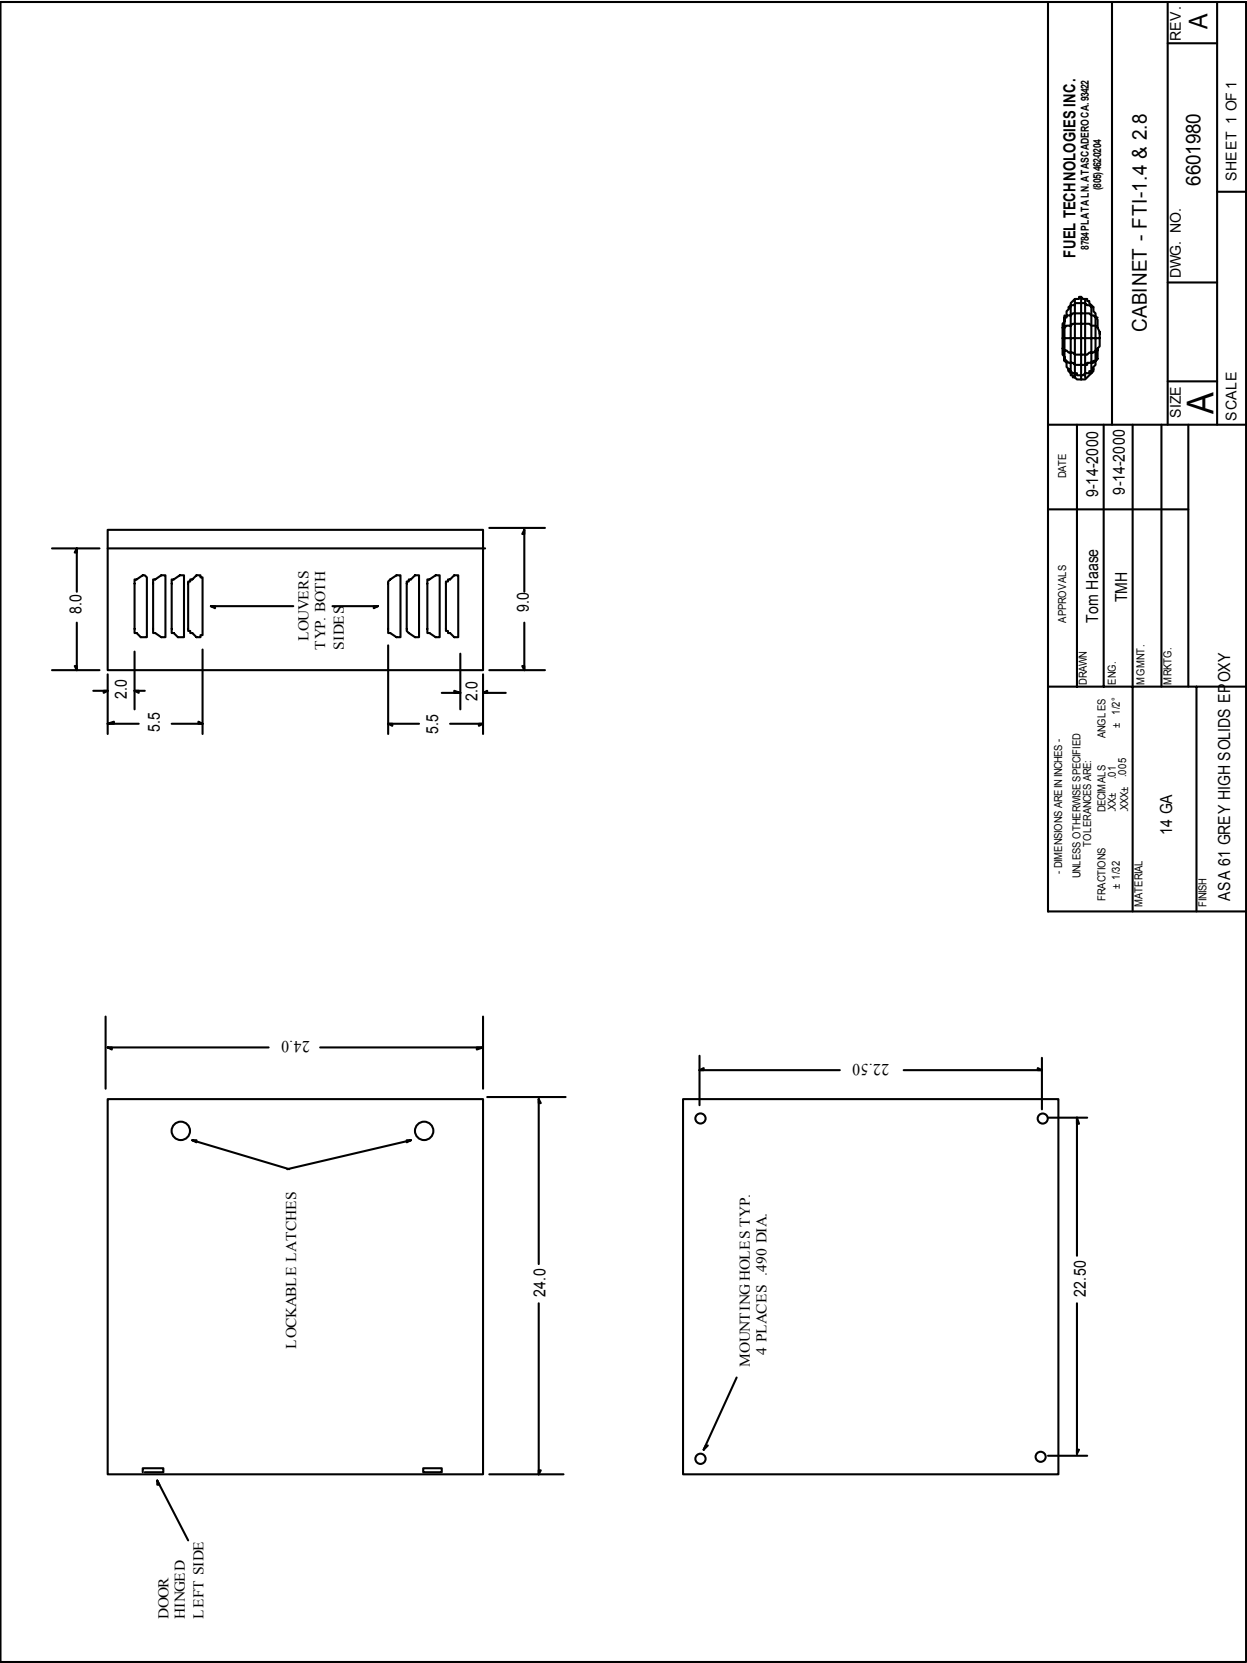 DOOR
HINGED
LEFT SIDE
LOCKABLE LATCHES
24.0
24.0
8.0
2.0
5.5
LOUVERS
TYP. BOTH
SIDES
5.5
2.0
9.0
MOUNTING HOLES TYP.
4 PLACES .490 DIA.
22.50
22.50
- DIMENSIONS ARE IN INCHES -
UNLESS OTHERWISE SPECIFIED
TOLERANCES ARE:
FRACTIONS DECIMALS ANGLES
± 1/32 .XX± .01 ± 1/2°
.XXX± .005
MATERIAL
14 GA
FINISH
ASA 61 GREY HIGH SOLIDS EPOXY
APPROVALS DATE
DRAWN Tom Haase 9-14-2000
ENG. TMH 9-14-2000
MGMNT.
MRKTG.
FUEL TECHNOLOGIES INC.
8784 PLATA LN. ATASCADERO CA. 93422
(805) 462-0204
CABINET - FTI-1.4 & 2.8
SIZE
A
DWG. NO.
6601980
REV.
A
SCALE
SHEET 1 OF 1